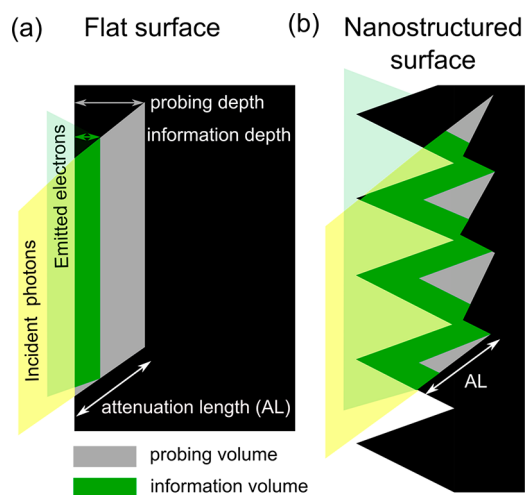 (a) Flat surface
(b) Nanostructured
surface
probing depth
information depth
Emitted electrons
Incident photons
attenuation length (AL)
AL
probing volume
information volume